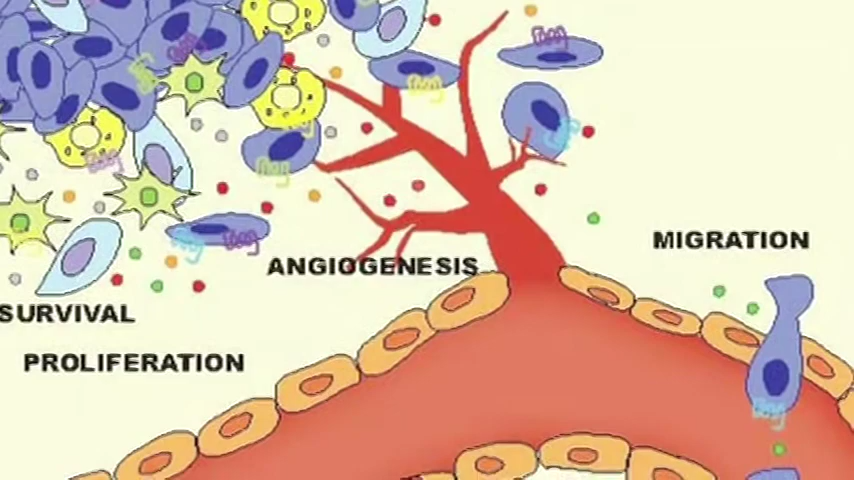 MIGRATION
ANGIOGENESIS
SURVIVAL
PROLIFERATION